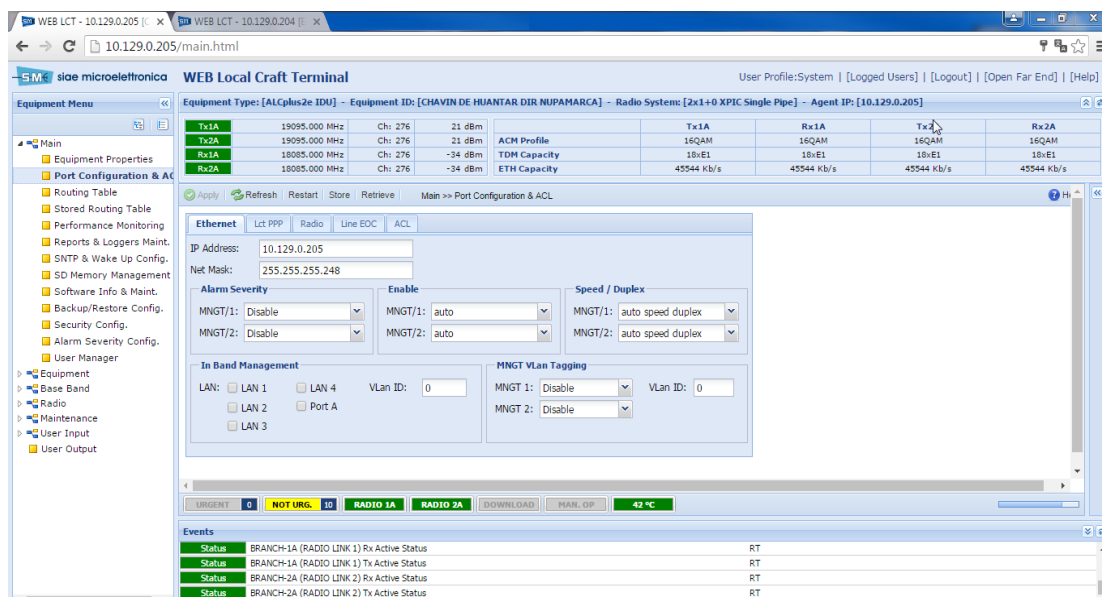 WEB LCT - 10.129.0.205 [C
WEB LCT - 10.129.0.204 [E
10.129.0.205/main.html
SIAE siae microelettronica WEB Local Craft Terminal User Profile:System | [Logged Users] | [Logout] | [Open Far End] | [Help]
Equipment Menu
Equipment Type: [ALCplus2e IDU] - Equipment ID: [CHAVIN DE HUANTAR DIR NUPAMARCA] - Radio System: [2x1+0 XPIC Single Pipe] - Agent IP: [10.129.0.205]
Tx1A 19095.000 MHz Ch: 276 21 dBm Tx1A Rx1A Tx2A Rx2A
Tx2A 19095.000 MHz Ch: 276 21 dBm ACM Profile 16QAM 16QAM 16QAM 16QAM
Rx1A 18085.000 MHz Ch: 276 -34 dBm TDM Capacity 18xE1 18xE1 18xE1 18xE1
Rx2A 18085.000 MHz Ch: 276 -34 dBm ETH Capacity 45544 Kb/s 45544 Kb/s 45544 Kb/s 45544 Kb/s
Main
Equipment Properties
Port Configuration & AC
Routing Table
Stored Routing Table
Performance Monitoring
Reports & Loggers Maint.
SNTP & Wake Up Config.
SD Memory Management
Software Info & Maint.
Backup/Restore Config.
Security Config.
Alarm Severity Config.
User Manager
Equipment
Base Band
Radio
Maintenance
User Input
User Output
Apply Refresh Restart Store Retrieve Main >> Port Configuration & ACL
Ethernet Lct PPP Radio Line EOC ACL
IP Address: 10.129.0.205
Net Mask: 255.255.255.248
Alarm Severity Enable Speed / Duplex
MNGT/1: Disable MNGT/1: auto MNGT/1: auto speed duplex
MNGT/2: Disable MNGT/2: auto MNGT/2: auto speed duplex
In Band Management MNGT VLan Tagging
LAN: LAN 1 LAN 4 VLan ID: 0 MNGT 1: Disable VLan ID: 0
LAN 2 Port A MNGT 2: Disable
LAN 3
URGENT 0 NOT URG. 10 RADIO 1A RADIO 2A DOWNLOAD MAN. OP 42 ºC
Events
Status BRANCH-1A (RADIO LINK 1) Rx Active Status RT
Status BRANCH-1A (RADIO LINK 1) Tx Active Status RT
Status BRANCH-2A (RADIO LINK 2) Rx Active Status RT
Status BRANCH-2A (RADIO LINK 2) Tx Active Status RT